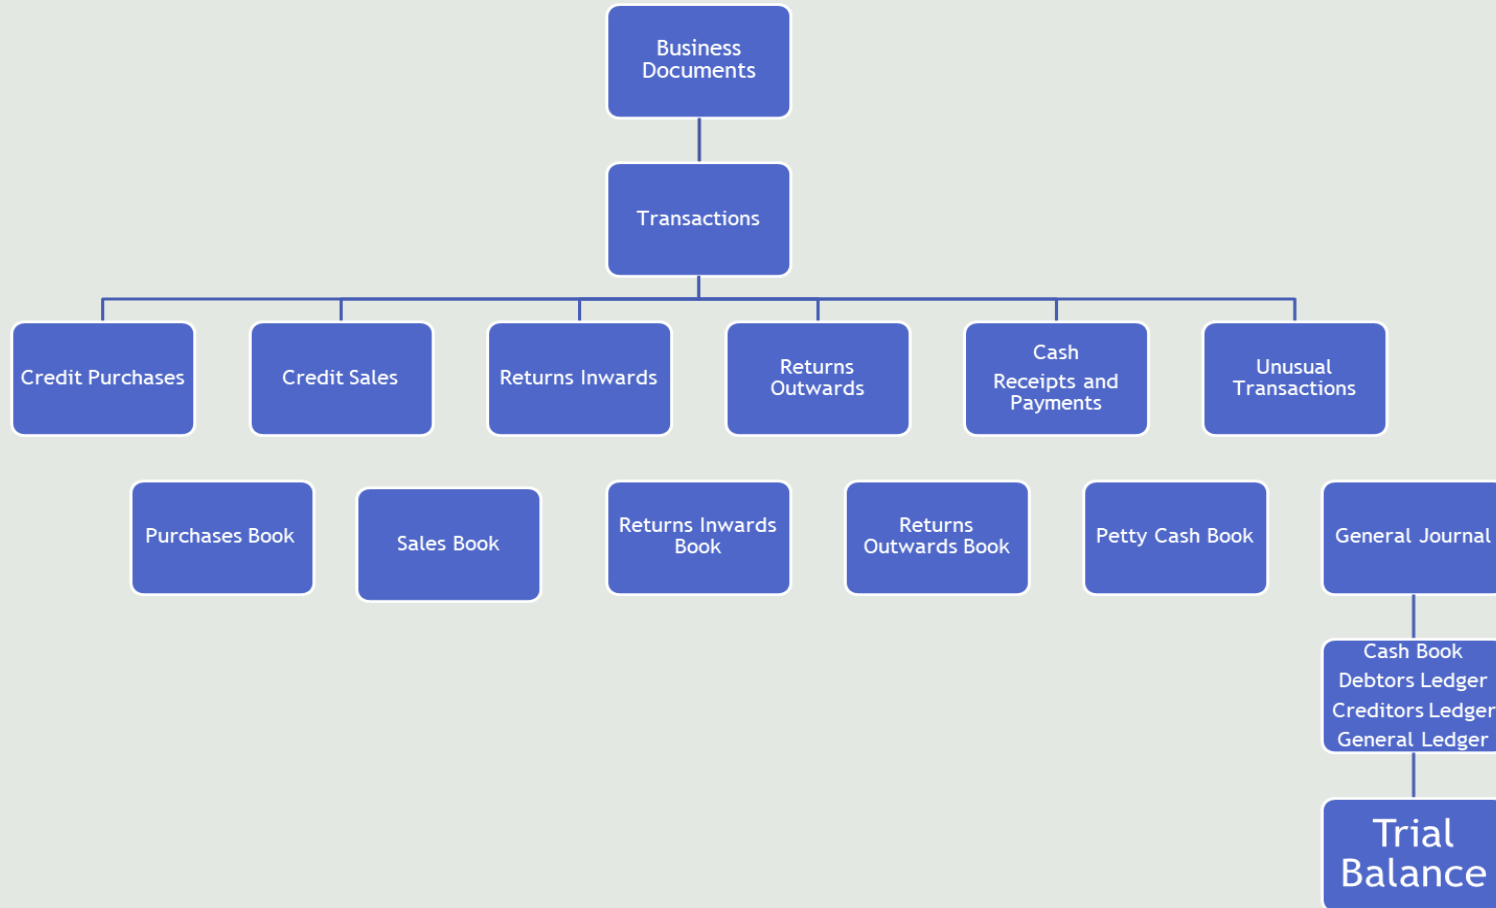 Business
Documents
Transactions
Credit Purchases
Credit Sales
Returns Inwards
Returns
Outwards
Cash
Receipts and
Payments
Unusual
Transactions
Purchases Book
Sales Book
Returns Inwards
Book
Returns
Outwards Book
Petty Cash Book
General Journal
Cash Book
Debtors Ledger
Creditors Ledger
General Ledger
Trial
Balance